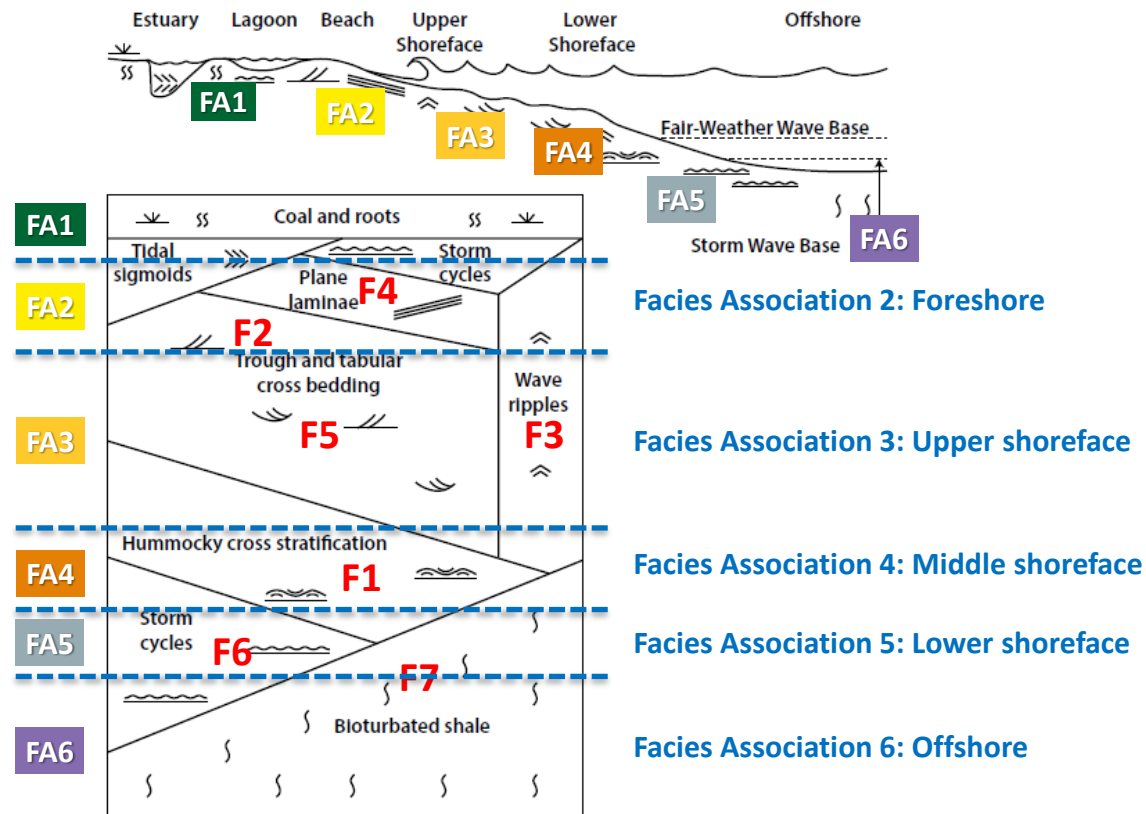 Estuary
Lagoon
Beach
Upper
Shoreface
Lower
Shoreface
Offshore
FA1
FA2
FA3
FA4
Fair-Weather Wave Base
FA5
FA6
Storm Wave Base
FA1
Coal and roots
Tidal
sigmoids
Storm
cycles
FA2
Plane
laminae
F4
F2
Facies Association 2: Foreshore
Trough and tabular
cross bedding
Wave
ripples
FA3
F5
F3
Facies Association 3: Upper shoreface
Hummocky cross stratification
FA4
F1
Facies Association 4: Middle shoreface
Storm
cycles
FA5
F6
Facies Association 5: Lower shoreface
F7
Bioturbated shale
FA6
Facies Association 6: Offshore